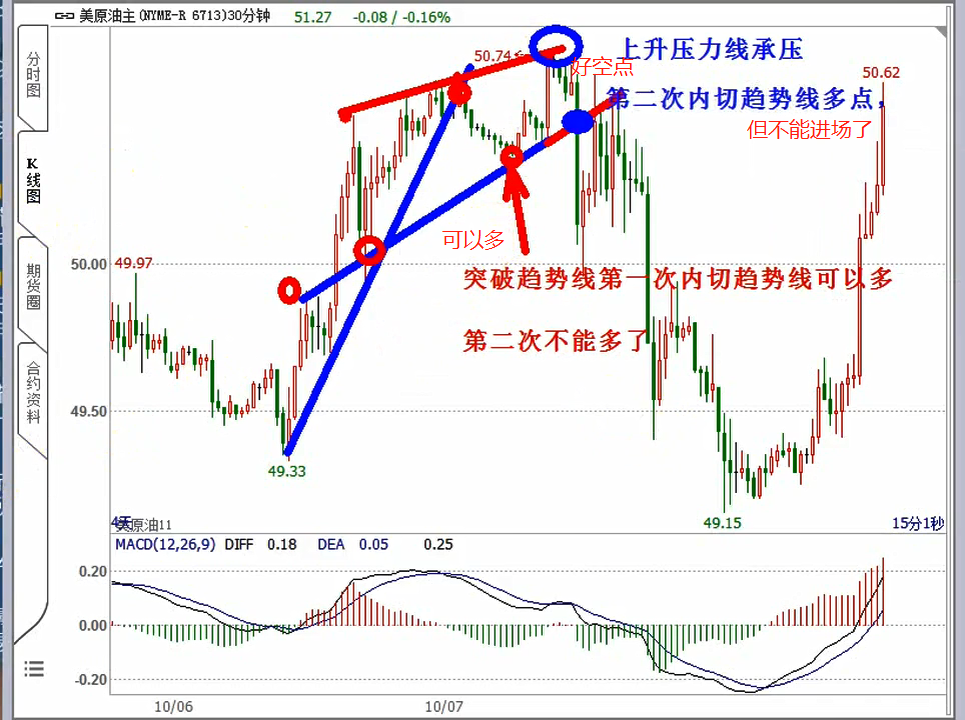 美原油主(NYME-R 6713)30分钟 51.27 -0.08 / -0.16%
分时图
K线图
期货圈
合约资料
50.74
上升压力线承压
好空点
50.62
第二次内切趋势线多点,
但不能进场了
可以多
50.00
49.97
突破趋势线第一次内切趋势线可以多
第二次不能多了
49.50
49.33
49.15
4天
美原油11
15分1秒
MACD(12,26,9) DIFF 0.18 DEA 0.05 0.25
0.20
0.00
-0.20
10/06
10/07